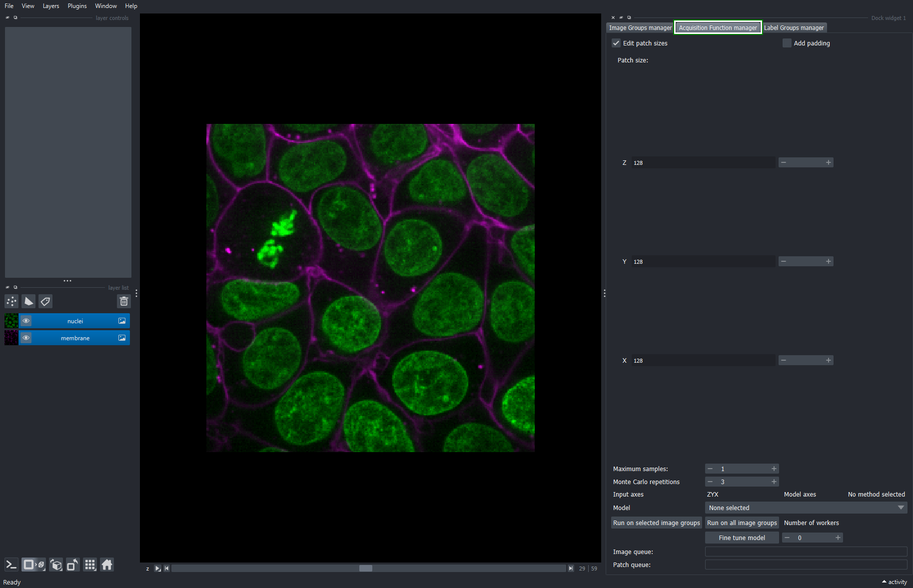 File View Layers Plugins Window Help
layer controls
Dock widget 1
Image Groups manager Acquisition Function manager Label Groups manager
Edit patch sizes Add padding
Patch size:
Z 128
Y 128
X 128
layer list
nuclei
membrane
Maximum samples: 1
Monte Carlo repetitions 3
Input axes ZYX Model axes No method selected
Model None selected
Run on selected image groups Run on all image groups Number of workers
Fine tune model 0
Image queue:
Patch queue:
z 29 59
Ready
activity